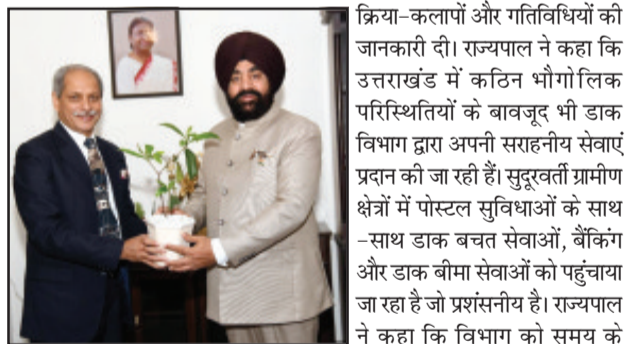 क्रिया-कलापों और गतिविधियों की
जानकारी दी। राज्यपाल ने कहा कि
उत्तराखंड में कठिन भौगोलिक
परिस्थितियों के बावजूद भी डाक
विभाग द्वारा अपनी सराहनीय सेवाएं
प्रदान की जा रही हैं। सुदूरवर्ती ग्रामीण
क्षेत्रों में पोस्टल सुविधाओं के साथ
-साथ डाक बचत सेवाओं, बैंकिंग
और डाक बीमा सेवाओं को पहुंचाया
जा रहा है जो प्रशंसनीय है। राज्यपाल
ने कहा कि विभाग को समय के